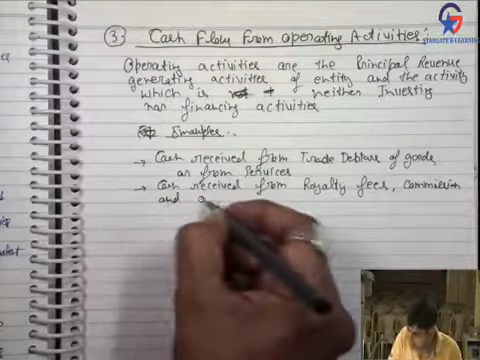 ③ Cash Flow From Operating Activities:
STARGATE E-LEARNING
Operating activities are the Principal Revenue
generating activities of entity and the activity
which is neither Investing
nor financing activities
Examples..
→ Cash received from Trade Debtors of goods
or from Services
→ Cash received from Royalty fees, Commission
and